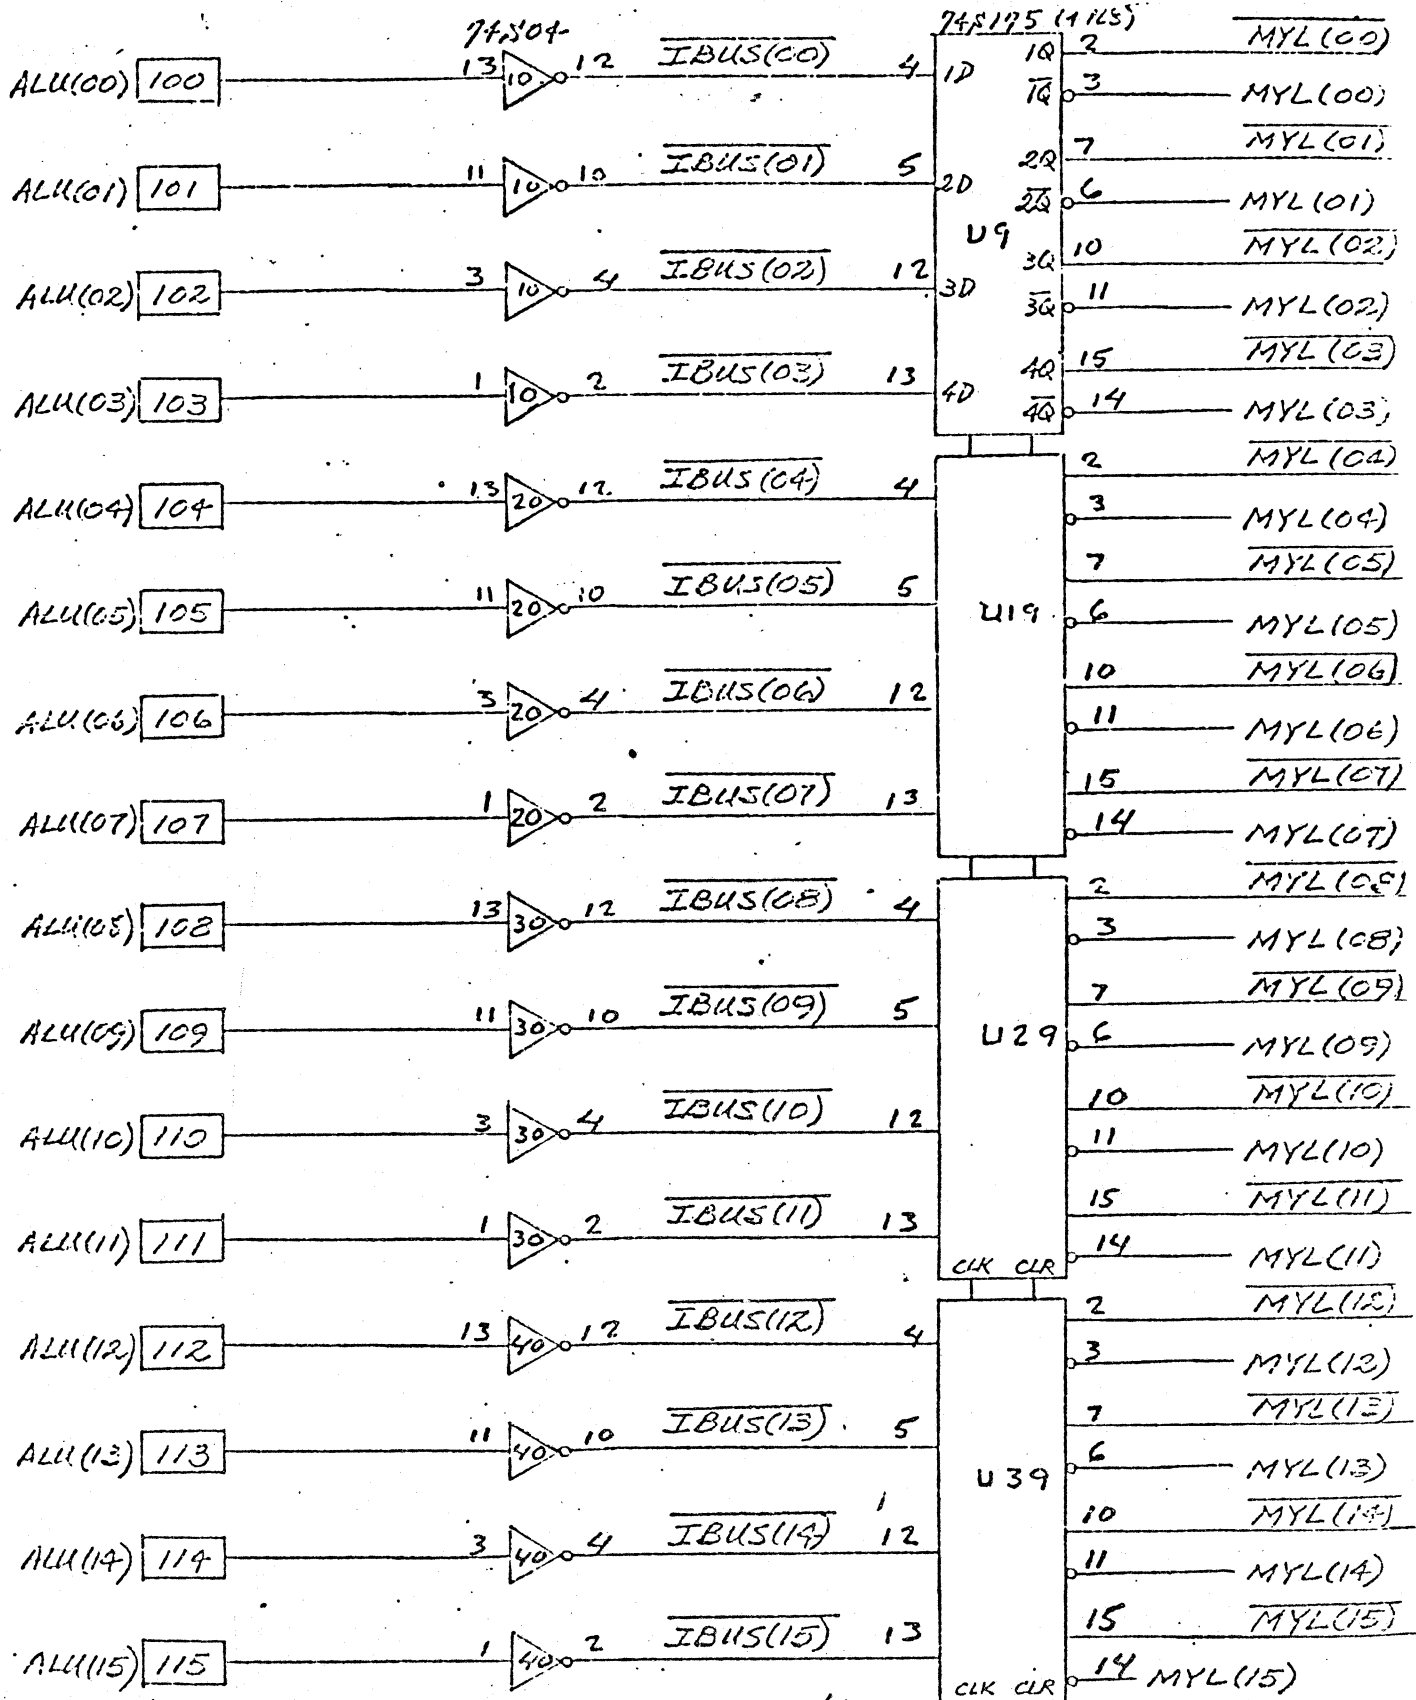 74S04 74S175 (4 IC'S)
ALU(00) 100 13 10 12 IBUS(00) 4 1D 1Q 2 MYL(00)
1Q 3 MYL(00)
ALU(01) 101 11 10 10 IBUS(01) 5 2D 2Q 7 MYL(01)
2Q 6 MYL(01)
U9
ALU(02) 102 3 10 4 IBUS(02) 12 3D 3Q 10 MYL(02)
3Q 11 MYL(02)
ALU(03) 103 1 10 2 IBUS(03) 13 4D 4Q 15 MYL(03)
4Q 14 MYL(03)
ALU(04) 104 13 20 12 IBUS(04) 4 2 MYL(04)
3 MYL(04)
ALU(05) 105 11 20 10 IBUS(05) 5 7 MYL(05)
U19 6 MYL(05)
ALU(06) 106 3 20 4 IBUS(06) 12 10 MYL(06)
11 MYL(06)
ALU(07) 107 1 20 2 IBUS(07) 13 15 MYL(07)
14 MYL(07)
ALU(08) 108 13 30 12 IBUS(08) 4 2 MYL(08)
3 MYL(08)
ALU(09) 109 11 30 10 IBUS(09) 5 7 MYL(09)
U29 6 MYL(09)
ALU(10) 110 3 30 4 IBUS(10) 12 10 MYL(10)
11 MYL(10)
ALU(11) 111 1 30 2 IBUS(11) 13 15 MYL(11)
CLK CLR 14 MYL(11)
ALU(12) 112 13 40 12 IBUS(12) 4 2 MYL(12)
3 MYL(12)
ALU(13) 113 11 40 10 IBUS(13) 5 7 MYL(13)
U39 6 MYL(13)
ALU(14) 114 3 40 4 IBUS(14) 12 10 MYL(14)
11 MYL(14)
ALU(15) 115 1 40 2 IBUS(15) 13 15 MYL(15)
CLK CLR 14 MYL(15)